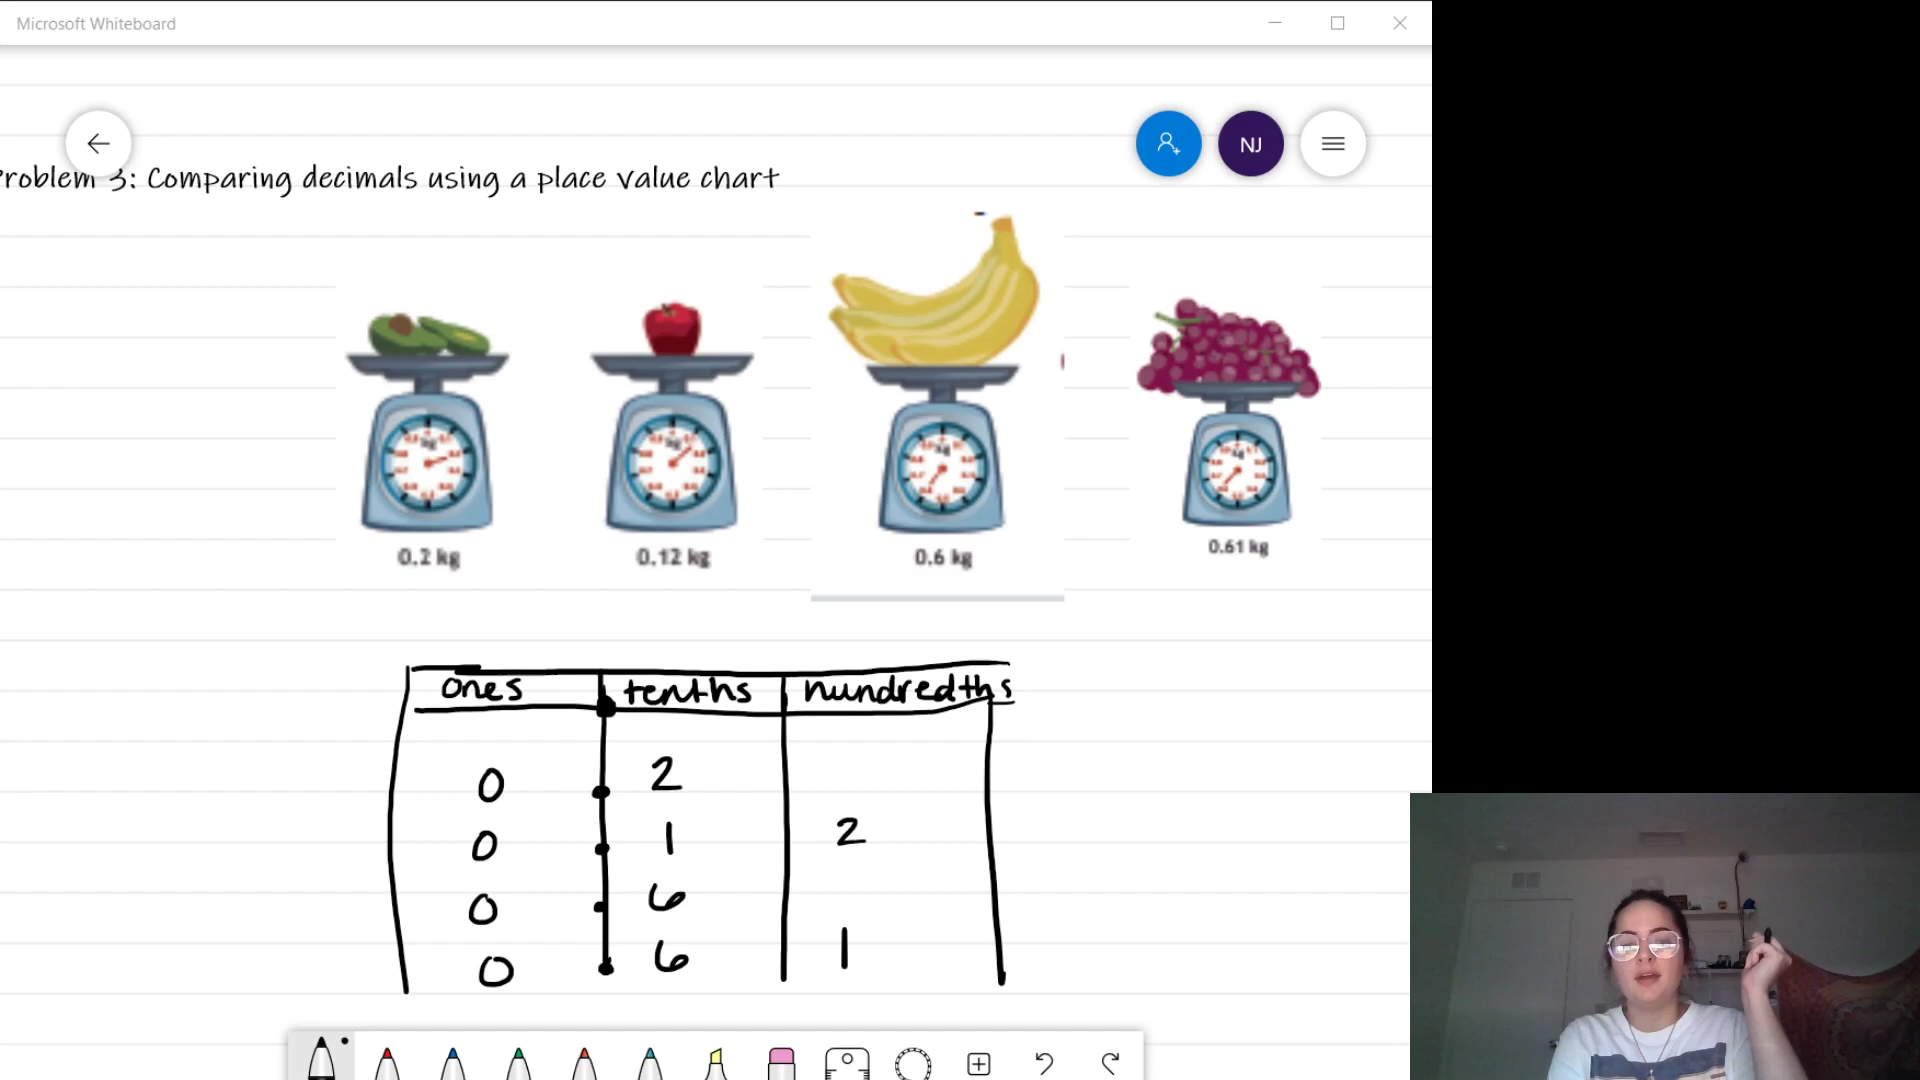 Microsoft Whiteboard
NJ
Problem 3: Comparing decimals using a place value chart
0.2 kg
0.12 kg
0.6 kg
0.61 kg
ones tenths hundredths
0 . 2
0 . 1 2
0 . 6
0 . 6 1